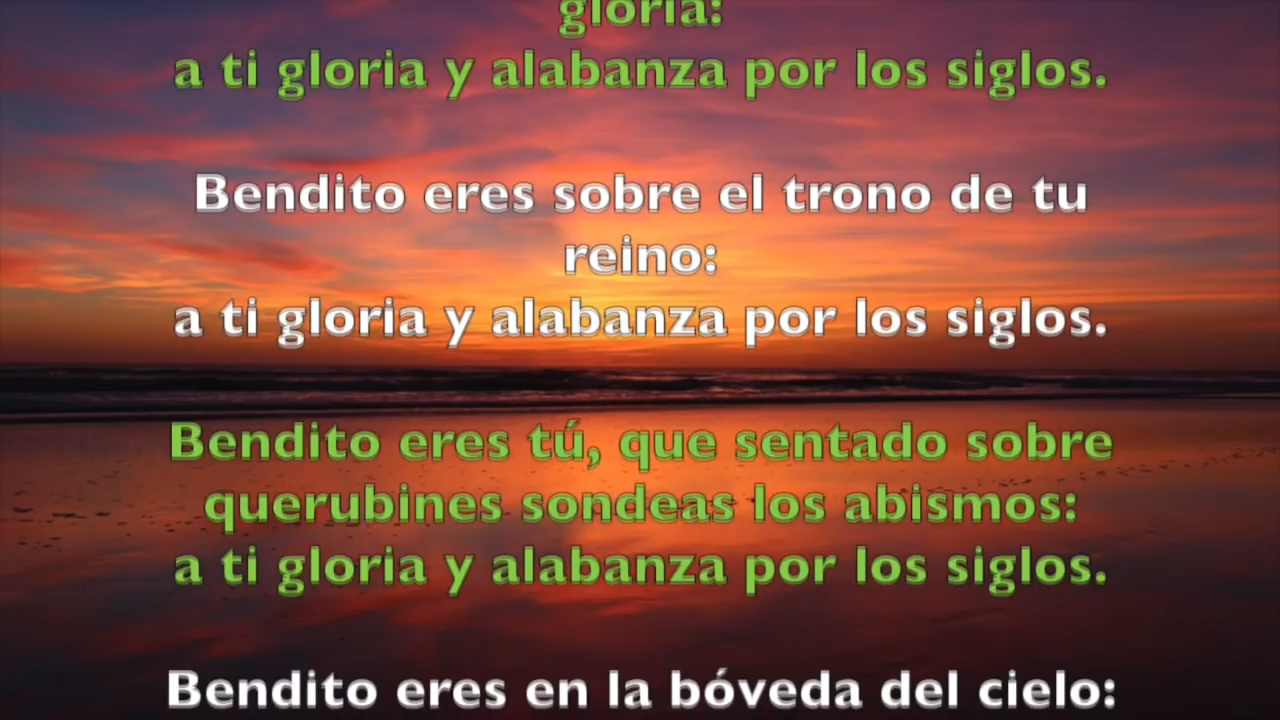 gloria:
a ti gloria y alabanza por los siglos.
Bendito eres sobre el trono de tu
reino:
a ti gloria y alabanza por los siglos.
Bendito eres tú, que sentado sobre
querubines sondeas los abismos:
a ti gloria y alabanza por los siglos.
Bendito eres en la bóveda del cielo: